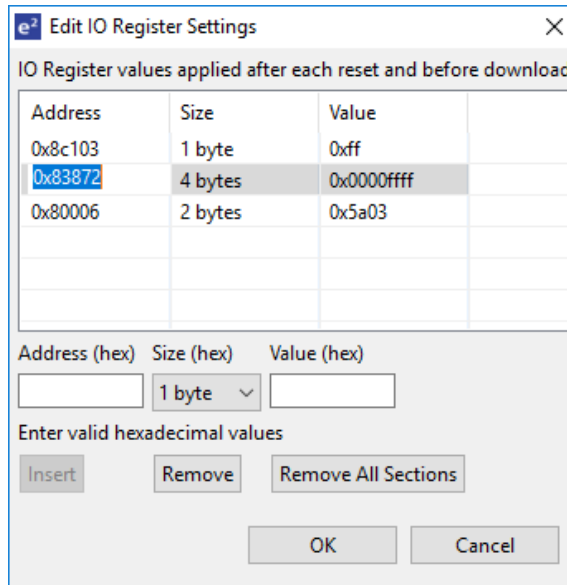 e² Edit IO Register Settings
IO Register values applied after each reset and before download
Address Size Value
0x8c103 1 byte 0xff
0x83872 4 bytes 0x0000ffff
0x80006 2 bytes 0x5a03
Address (hex) Size (hex) Value (hex)
1 byte
Enter valid hexadecimal values
Insert Remove Remove All Sections
OK Cancel